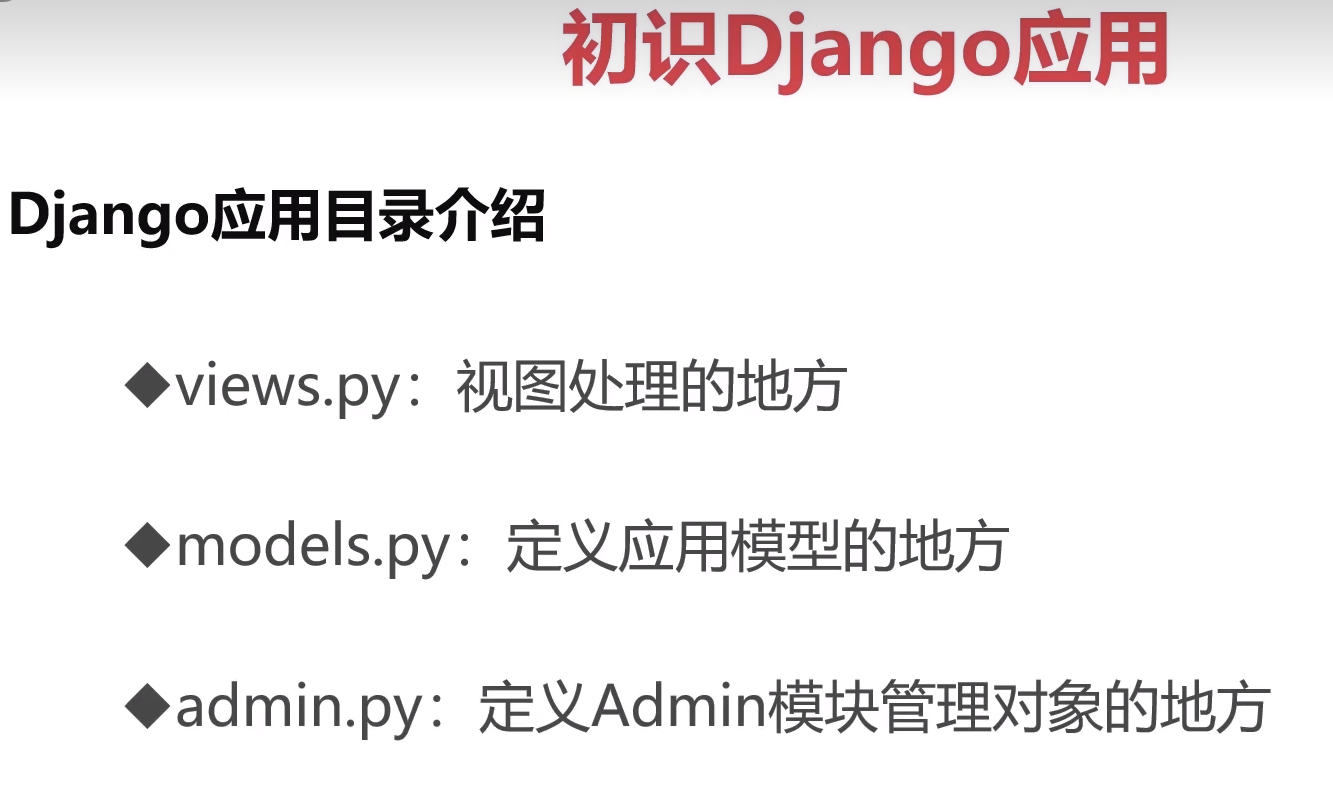 初识Django应用
Django应用目录介绍
◆views.py：视图处理的地方
◆models.py：定义应用模型的地方
◆admin.py：定义Admin模块管理对象的地方